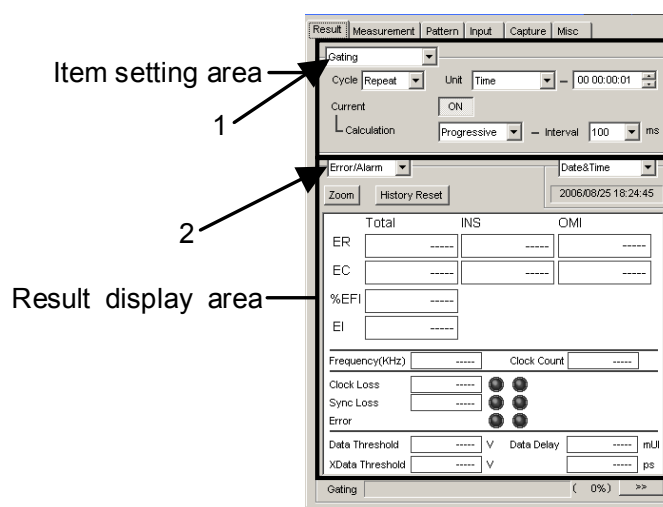 Result Measurement Pattern Input Capture Misc
Gating
Item setting area
Cycle Repeat Unit Time – 00 00:00:01
Current ON
1
Calculation Progressive – Interval 100 ms
Error/Alarm Date&Time
Zoom History Reset 2006/08/25 18:24:45
2
Total INS OMI
ER ----- ----- -----
EC ----- ----- -----
Result display area
%EFI -----
EI -----
Frequency(KHz) ----- Clock Count -----
Clock Loss -----
Sync Loss -----
Error
Data Threshold ----- V Data Delay ----- mUI
XData Threshold ----- V ----- ps
Gating ( 0%) >>